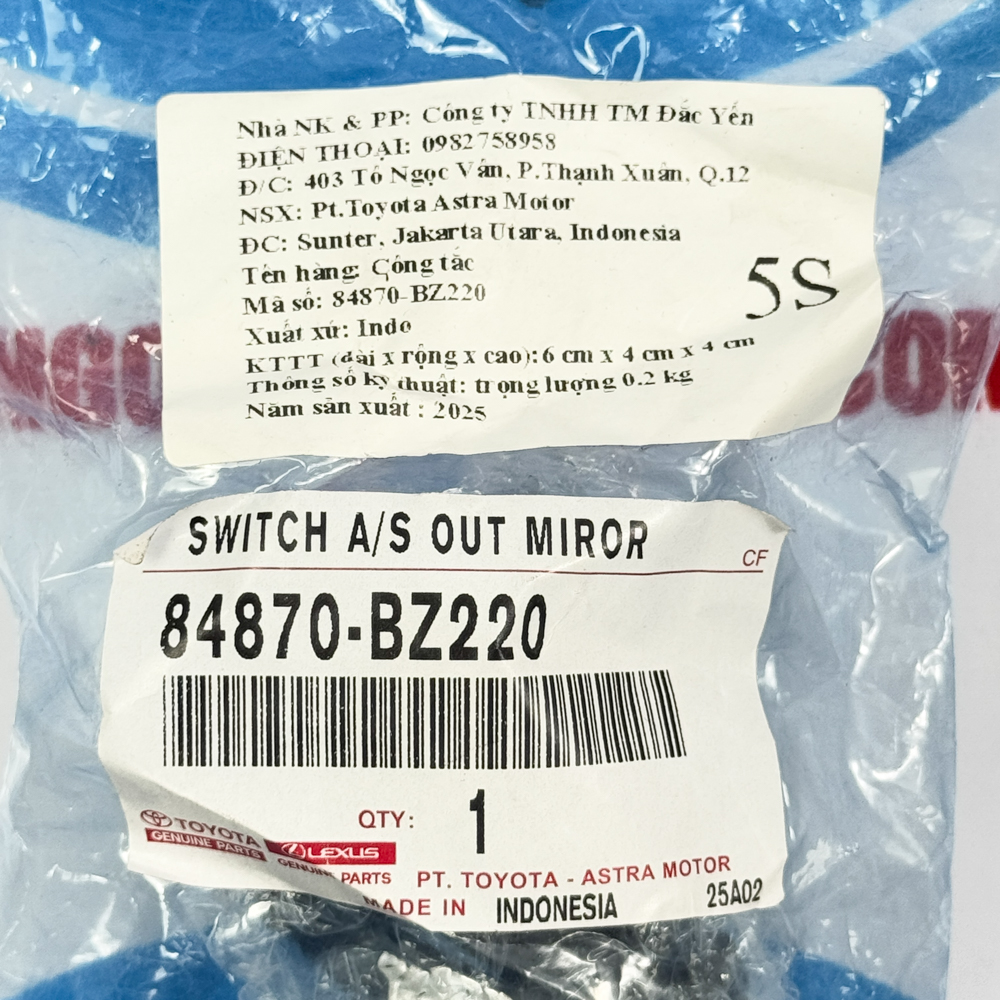 Nhà NK & PP: Công ty TNHH TM Đắc Yến
ĐIỆN THOẠI: 0982758958
Đ/C: 403 Tô Ngọc Vân, P.Thạnh Xuân, Q.12
NSX: Pt.Toyota Astra Motor
ĐC: Sunter, Jakarta Utara, Indonesia
Tên hàng: Công tắc
Mã số: 84870-BZ220
Xuất xứ: Indo
KTTT (dài x rộng x cao): 6 cm x 4 cm x 4 cm
Thông số kỹ thuật: trọng lượng 0.2 kg
Năm sản xuất : 2025
5S
SWITCH A/S OUT MIROR
CF
84870-BZ220
QTY: 1
TOYOTA
GENUINE PARTS
LEXUS
GENUINE PARTS
PT. TOYOTA - ASTRA MOTOR
MADE IN INDONESIA 25A02